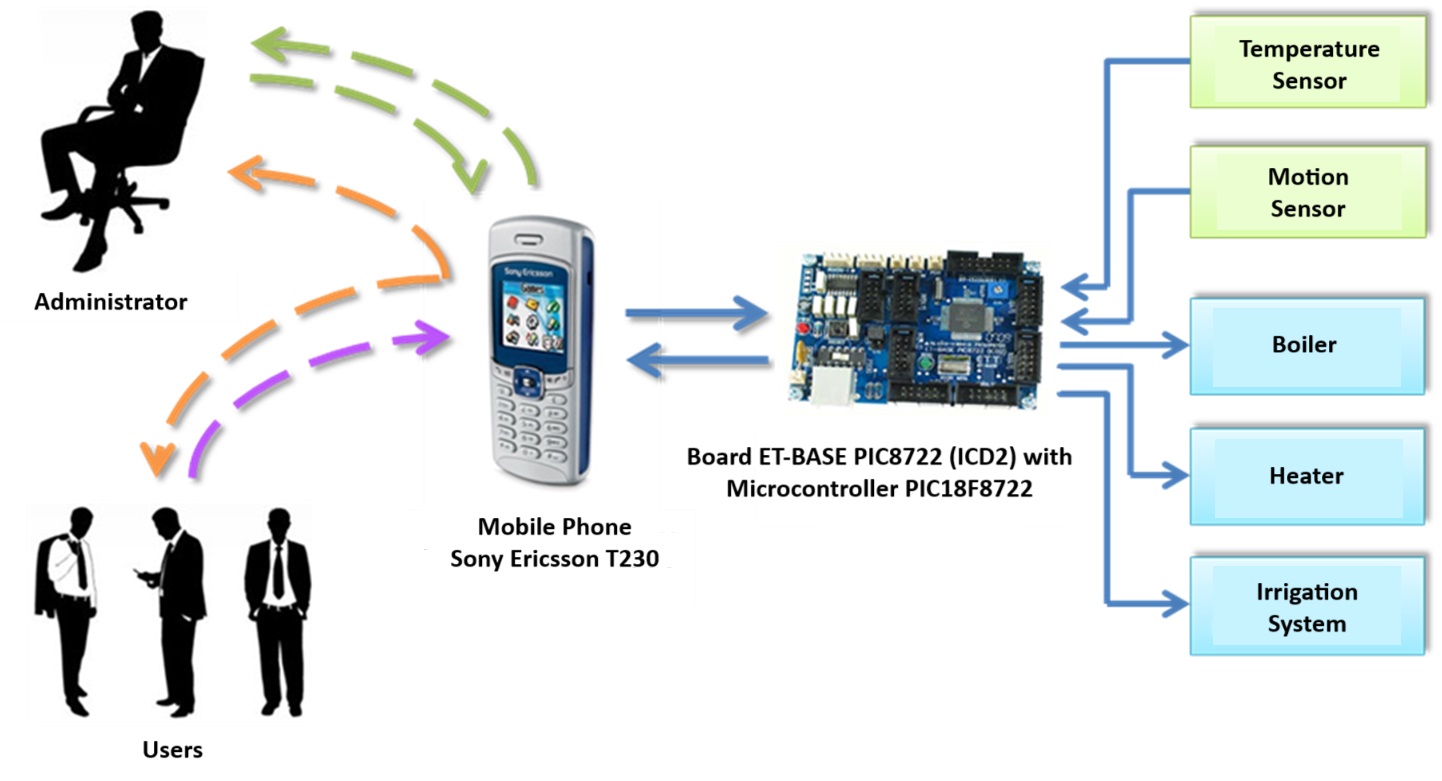 Temperature
Sensor
Motion
Sensor
Administrator
Sony Ericsson
Boiler
Board ET-BASE PIC8722 (ICD2) with
Microcontroller PIC18F8722
Heater
Mobile Phone
Sony Ericsson T230
Irrigation
System
Users